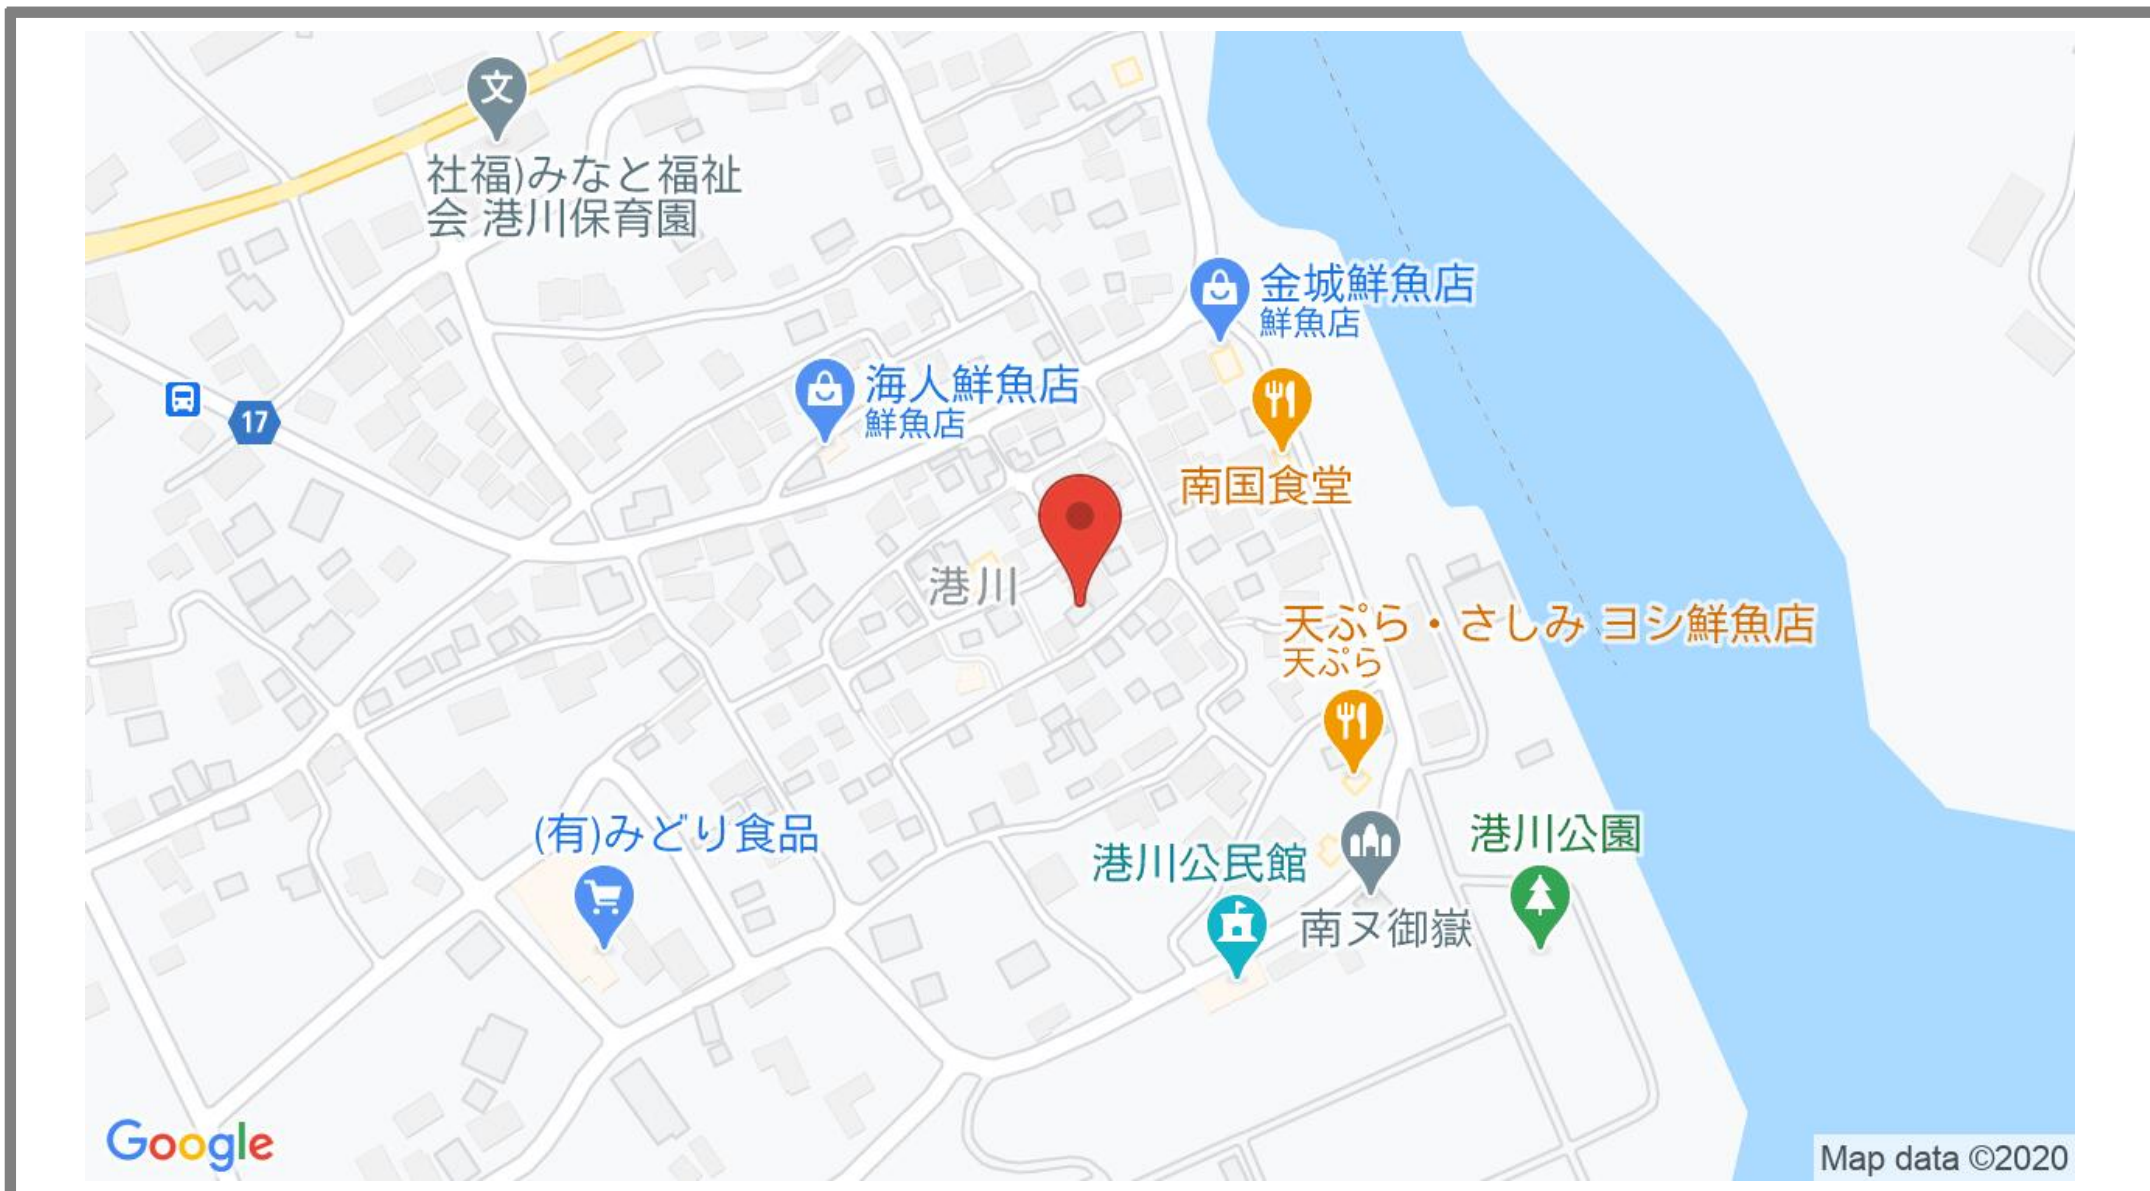 文
社福)みなと福祉
会 港川保育園
金城鮮魚店
鮮魚店
海人鮮魚店
鮮魚店
17
南国食堂
港川
天ぷら・さしみ ヨシ鮮魚店
天ぷら
(有)みどり食品
港川公園
港川公民館
南ヌ御嶽
Google
Map data ©2020